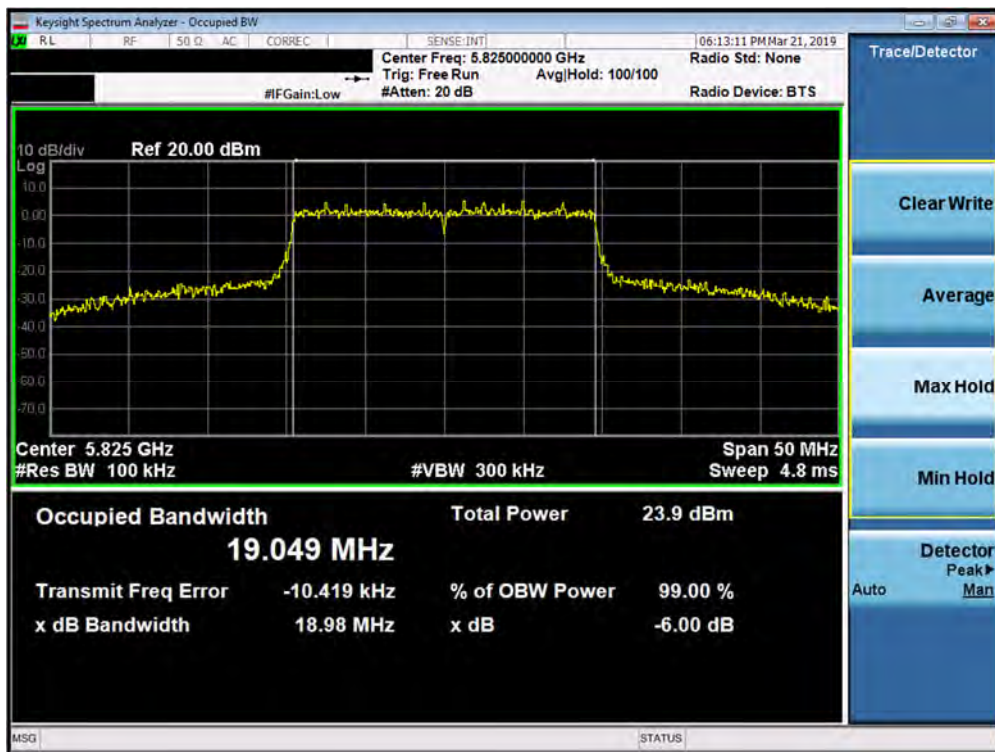 Keysight Spectrum Analyzer - Occupied BW
LXI RL RF 50 Ω AC CORREC SENSE:INT 06:13:11 PM Mar 21, 2019
Center Freq: 5.825000000 GHz Radio Std: None
Trig: Free Run Avg|Hold: 100/100
#IFGain:Low #Atten: 20 dB Radio Device: BTS
10 dB/div Ref 20.00 dBm
Log
10.0
0.00
-10.0
-20.0
-30.0
-40.0
-50.0
-60.0
-70.0
Center 5.825 GHz Span 50 MHz
#Res BW 100 kHz #VBW 300 kHz Sweep 4.8 ms
Occupied Bandwidth Total Power 23.9 dBm
19.049 MHz
Transmit Freq Error -10.419 kHz % of OBW Power 99.00 %
x dB Bandwidth 18.98 MHz x dB -6.00 dB
MSG STATUS
Trace/Detector
Clear Write
Average
Max Hold
Min Hold
Detector
Peak▶
Auto Man